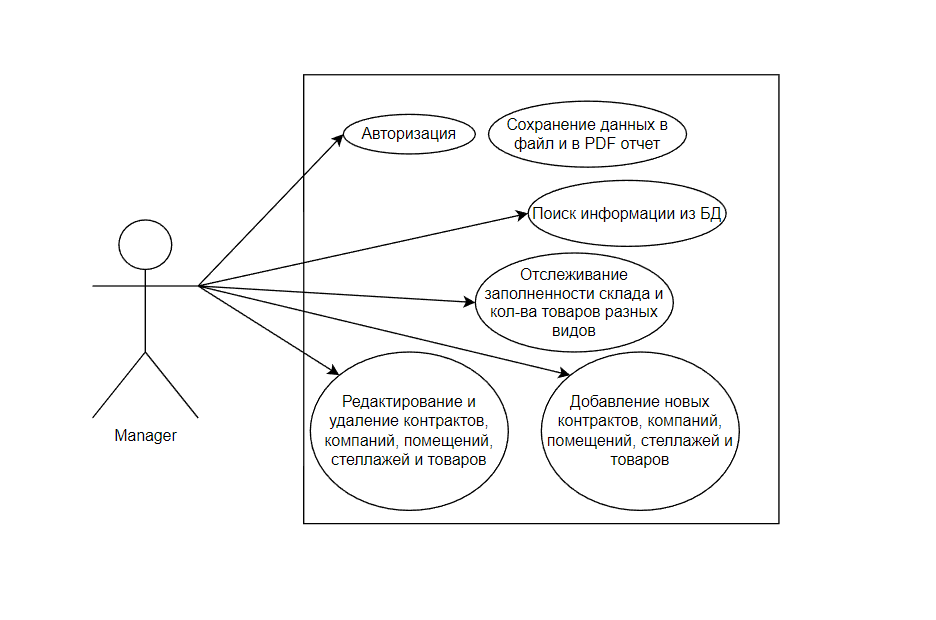 Авторизация
Сохранение данных в
файл и в PDF отчет
Поиск информации из БД
Отслеживание
заполненности склада и
кол-ва товаров разных
видов
Редактирование и
удаление контрактов,
компаний, помещений,
стеллажей и товаров
Добавление новых
контрактов, компаний,
помещений, стеллажей и
товаров
Manager